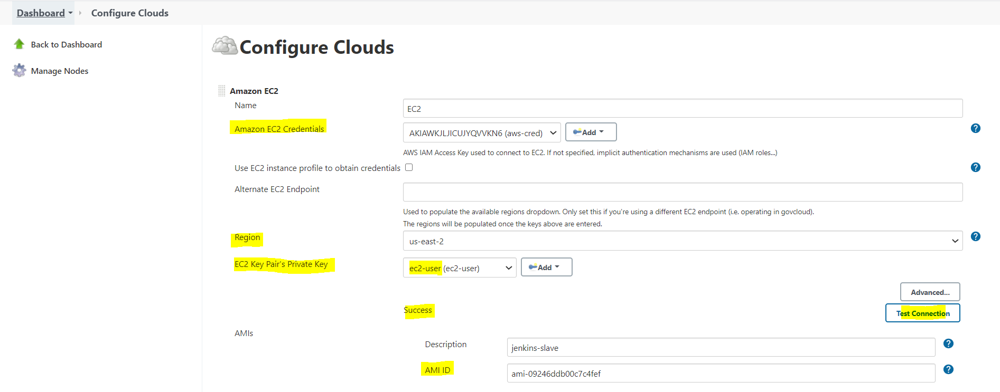 Dashboard Configure Clouds
Back to Dashboard
Manage Nodes
Configure Clouds
Amazon EC2
Name
EC2
Amazon EC2 Credentials
AKIAWKJLJICUJYQVVKN6 (aws-cred)
Add
?
AWS IAM Access Key used to connect to EC2. If not specified, implicit authentication mechanisms are used (IAM roles...)
Use EC2 instance profile to obtain credentials
?
Alternate EC2 Endpoint
Used to populate the available regions dropdown. Only set this if you're using a different EC2 endpoint (i.e. operating in govcloud).
The regions will be populated once the keys above are entered.
Region
us-east-2
?
EC2 Key Pair's Private Key
ec2-user (ec2-user)
Add
Advanced...
Success
Test Connection
AMIs
Description
jenkins-slave
?
AMI ID
ami-09246ddb00c7c4fef
?